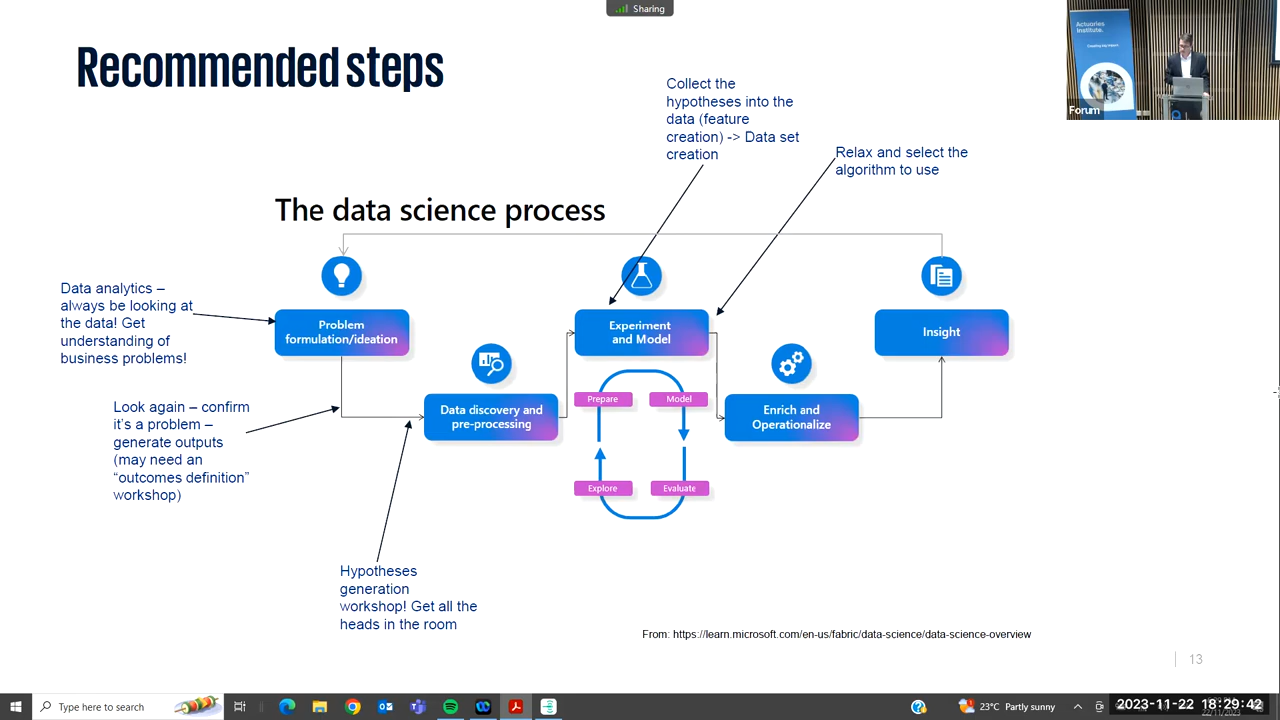 Sharing
Recommended steps
Actuaries
Institute.
Forum
Collect the
hypotheses into the
data (feature
creation) -> Data set
creation
Relax and select the
algorithm to use
The data science process
Data analytics –
always be looking at
the data! Get
understanding of
business problems!
Problem
formulation/ideation
Experiment
and Model
Insight
Look again – confirm
it's a problem –
generate outputs
(may need an
“outcomes definition”
workshop)
Data discovery and
pre-processing
Prepare
Model
Explore
Evaluate
Enrich and
Operationalize
Hypotheses
generation
workshop! Get all the
heads in the room
From: https://learn.microsoft.com/en-us/fabric/data-science/data-science-overview
13
Type here to search
23°C Partly sunny
2023-11-22 18:29:42